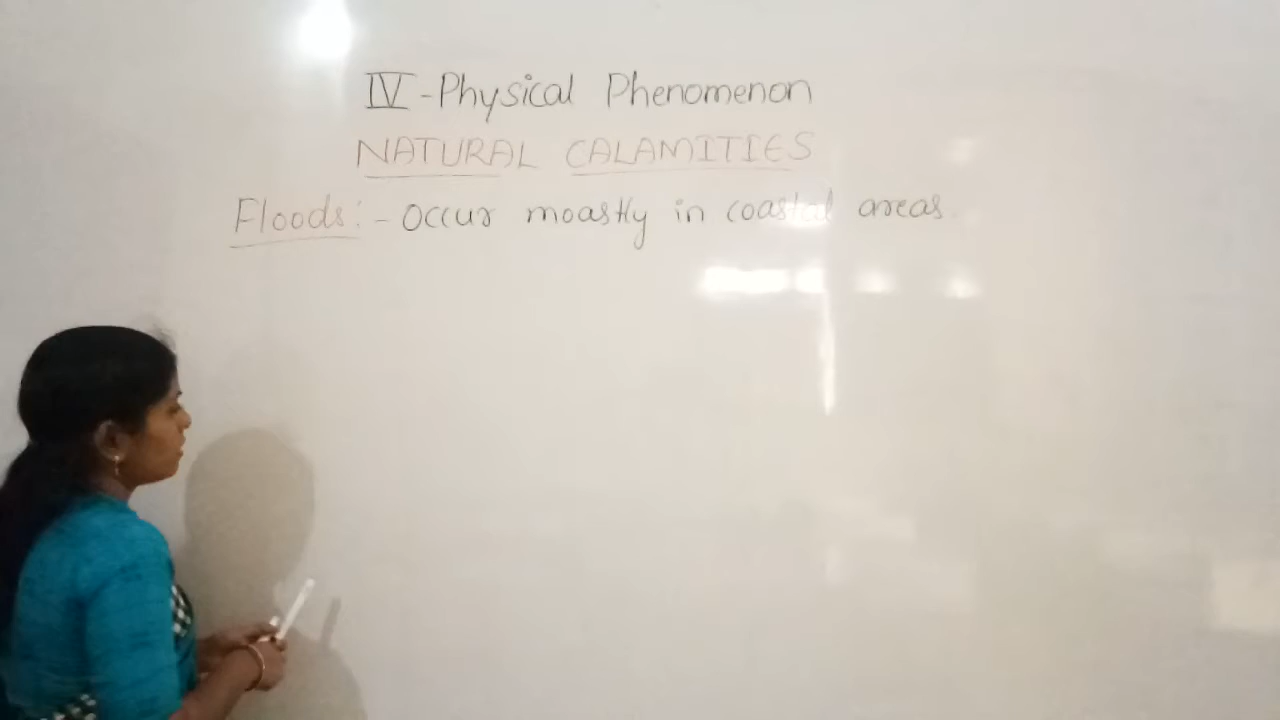 IV - Physical Phenomenon
NATURAL CALAMITIES
Floods :- Occur moastly in coastal areas